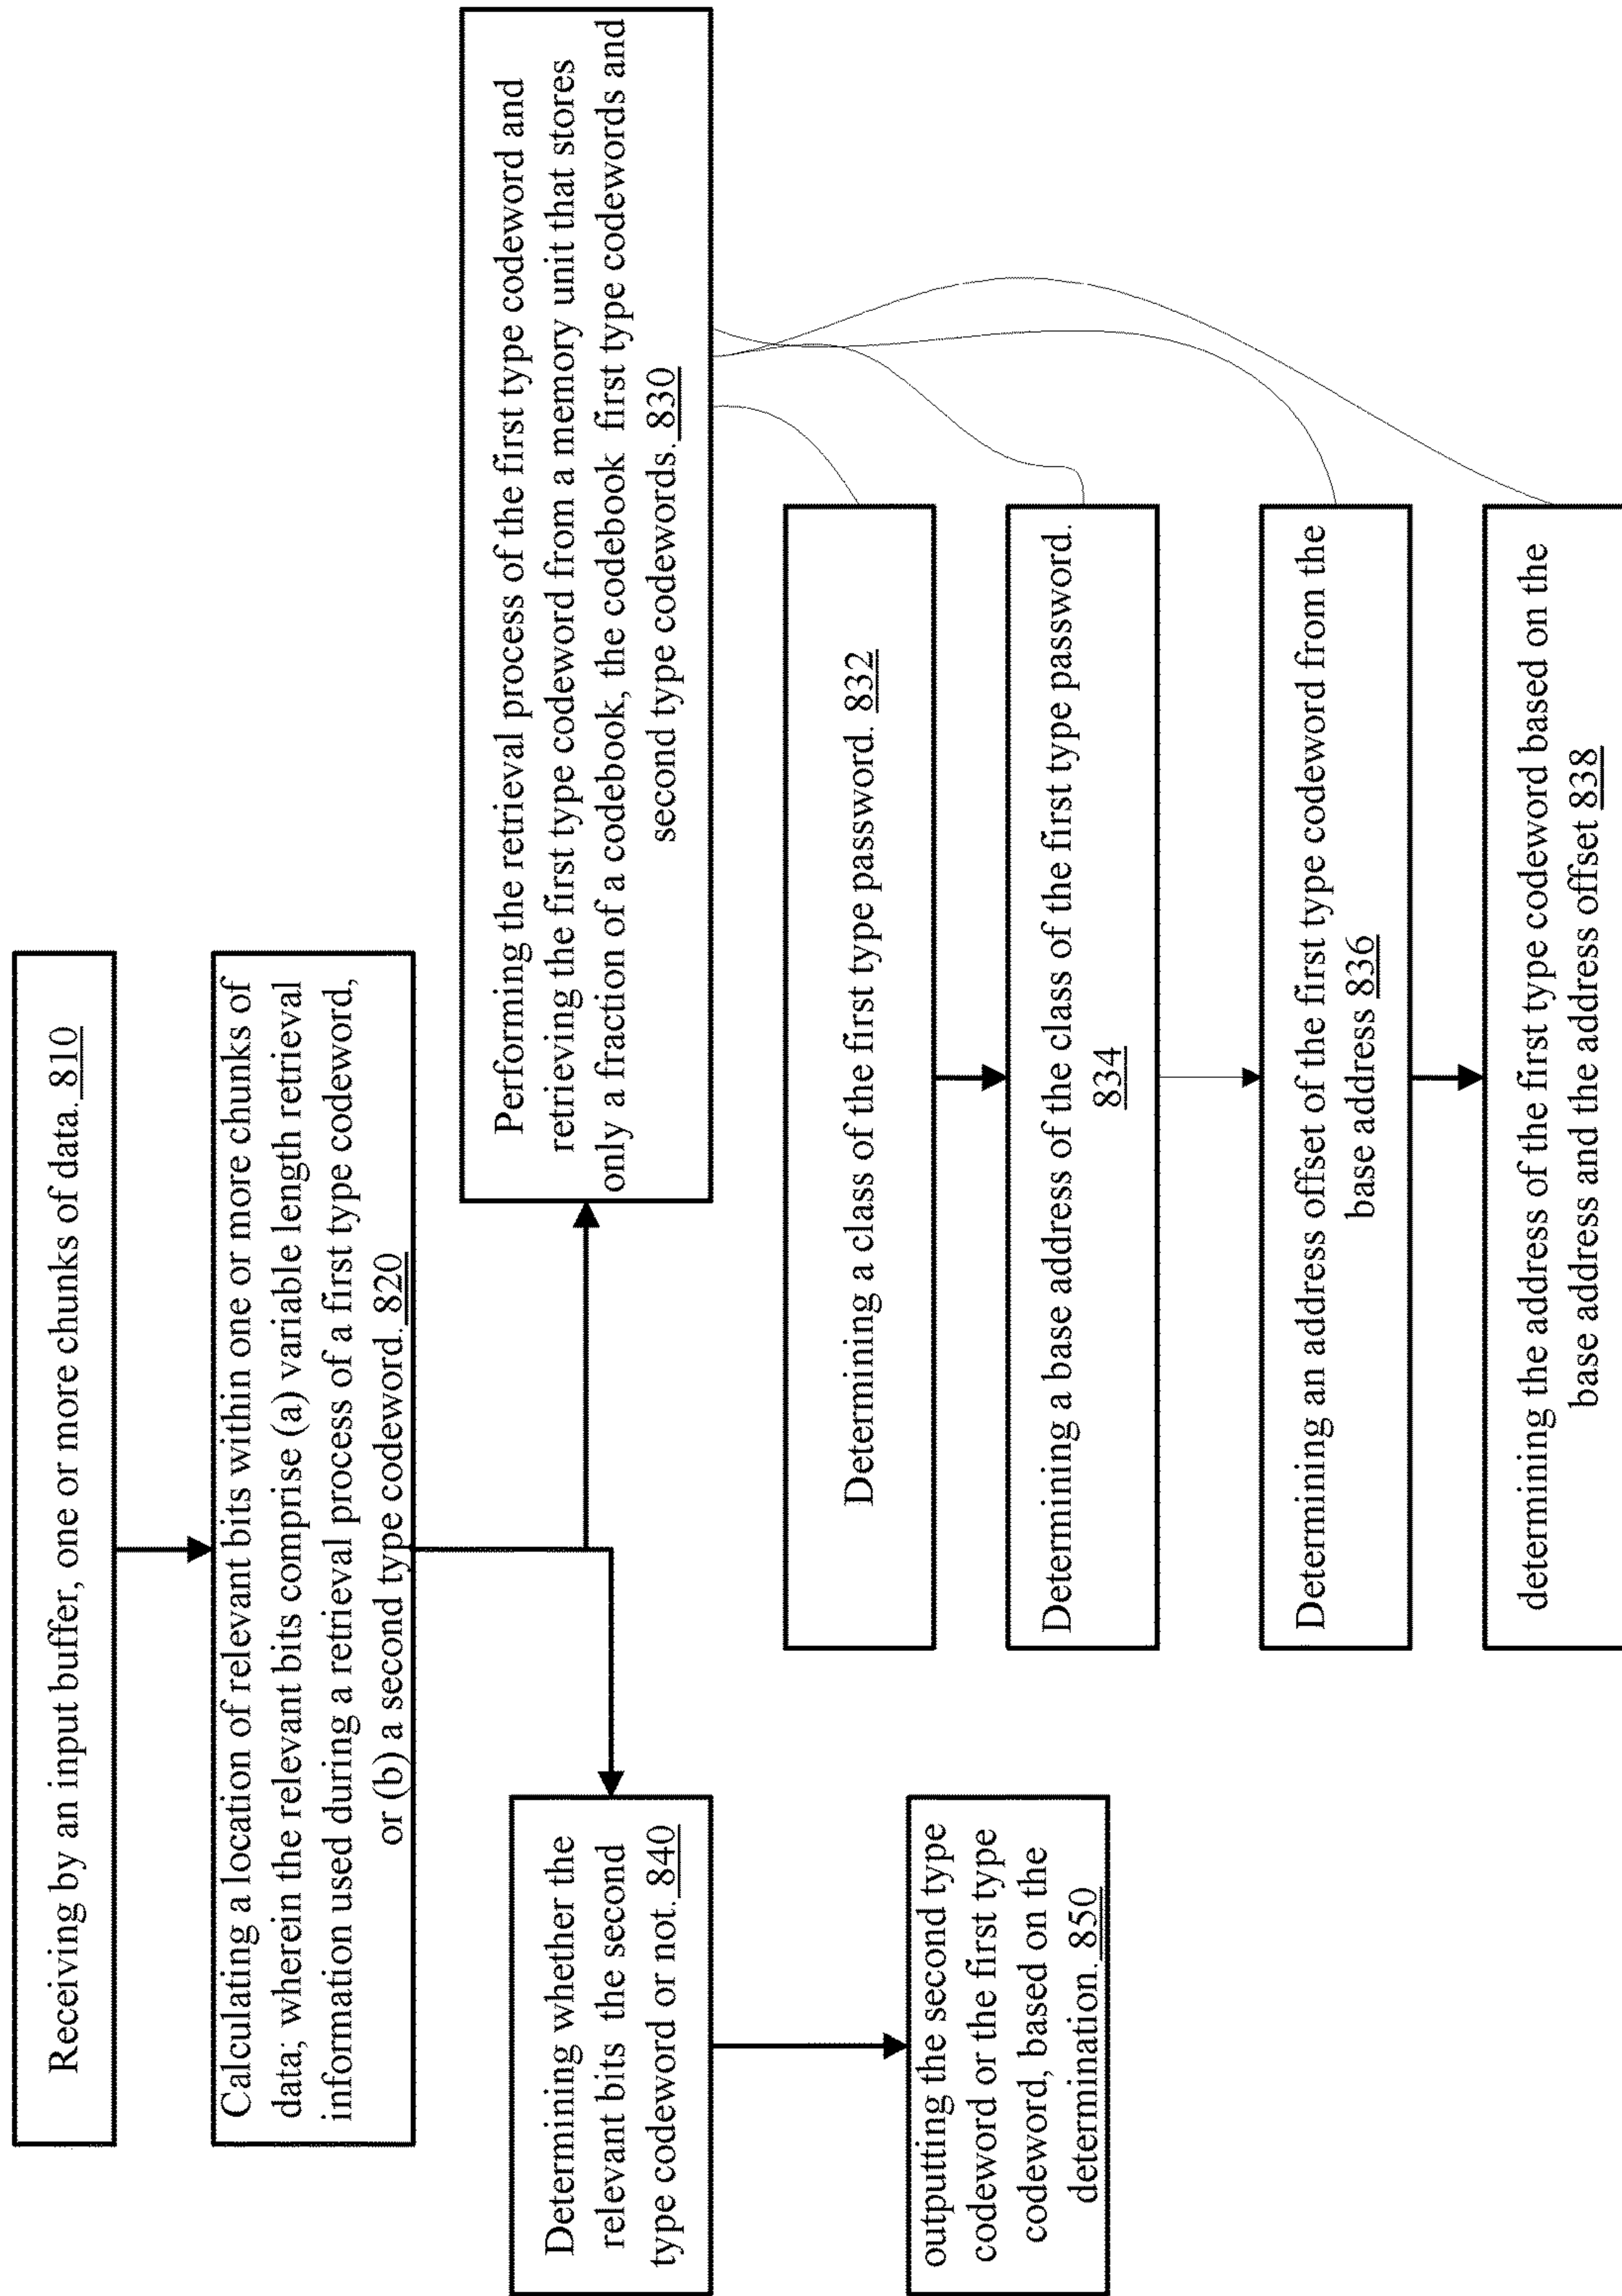 Receiving by an input buffer, one or more chunks of data. 810
Calculating a location of relevant bits within one or more chunks of
data; wherein the relevant bits comprise (a) variable length retrieval
information used during a retrieval process of a first type codeword,
or (b) a second type codeword. 820
Performing the retrieval process of the first type codeword and
retrieving the first type codeword from a memory unit that stores
only a fraction of a codebook, the codebook first type codewords and
second type codewords. 830
Determining a class of the first type password. 832
Determining a base address of the class of the first type password.
834
Determining an address offset of the first type codeword from the
base address 836
determining the address of the first type codeword based on the
base address and the address offset 838
Determining whether the
relevant bits the second
type codeword or not. 840
outputting the second type
codeword or the first type
codeword, based on the
determination. 850